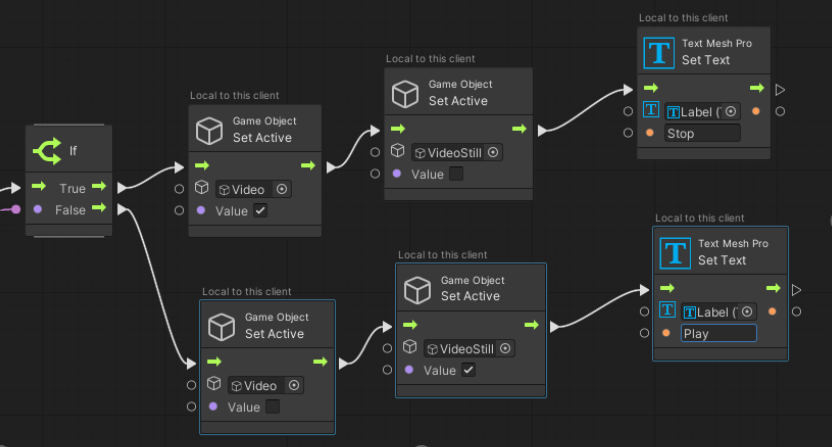 Local to this client
Text Mesh Pro
Set Text
Label (
Stop
Local to this client
Game Object
Set Active
VideoStill
Value
Local to this client
Game Object
Set Active
Video
Value
If
True
False
Local to this client
Text Mesh Pro
Set Text
Label (
Play
Local to this client
Game Object
Set Active
VideoStill
Value
Local to this client
Game Object
Set Active
Video
Value